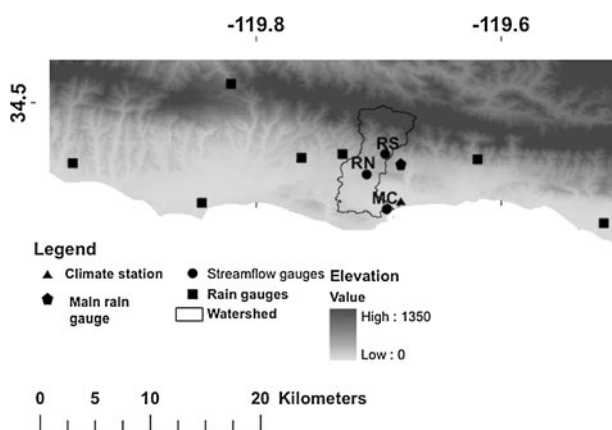 -119.8 -119.6
34.5
RS
RN
MC
Legend
Climate station
Streamflow gauges
Elevation
Main rain gauge
Rain gauges
Value
Watershed
High : 1350
Low : 0
0 5 10 20 Kilometers